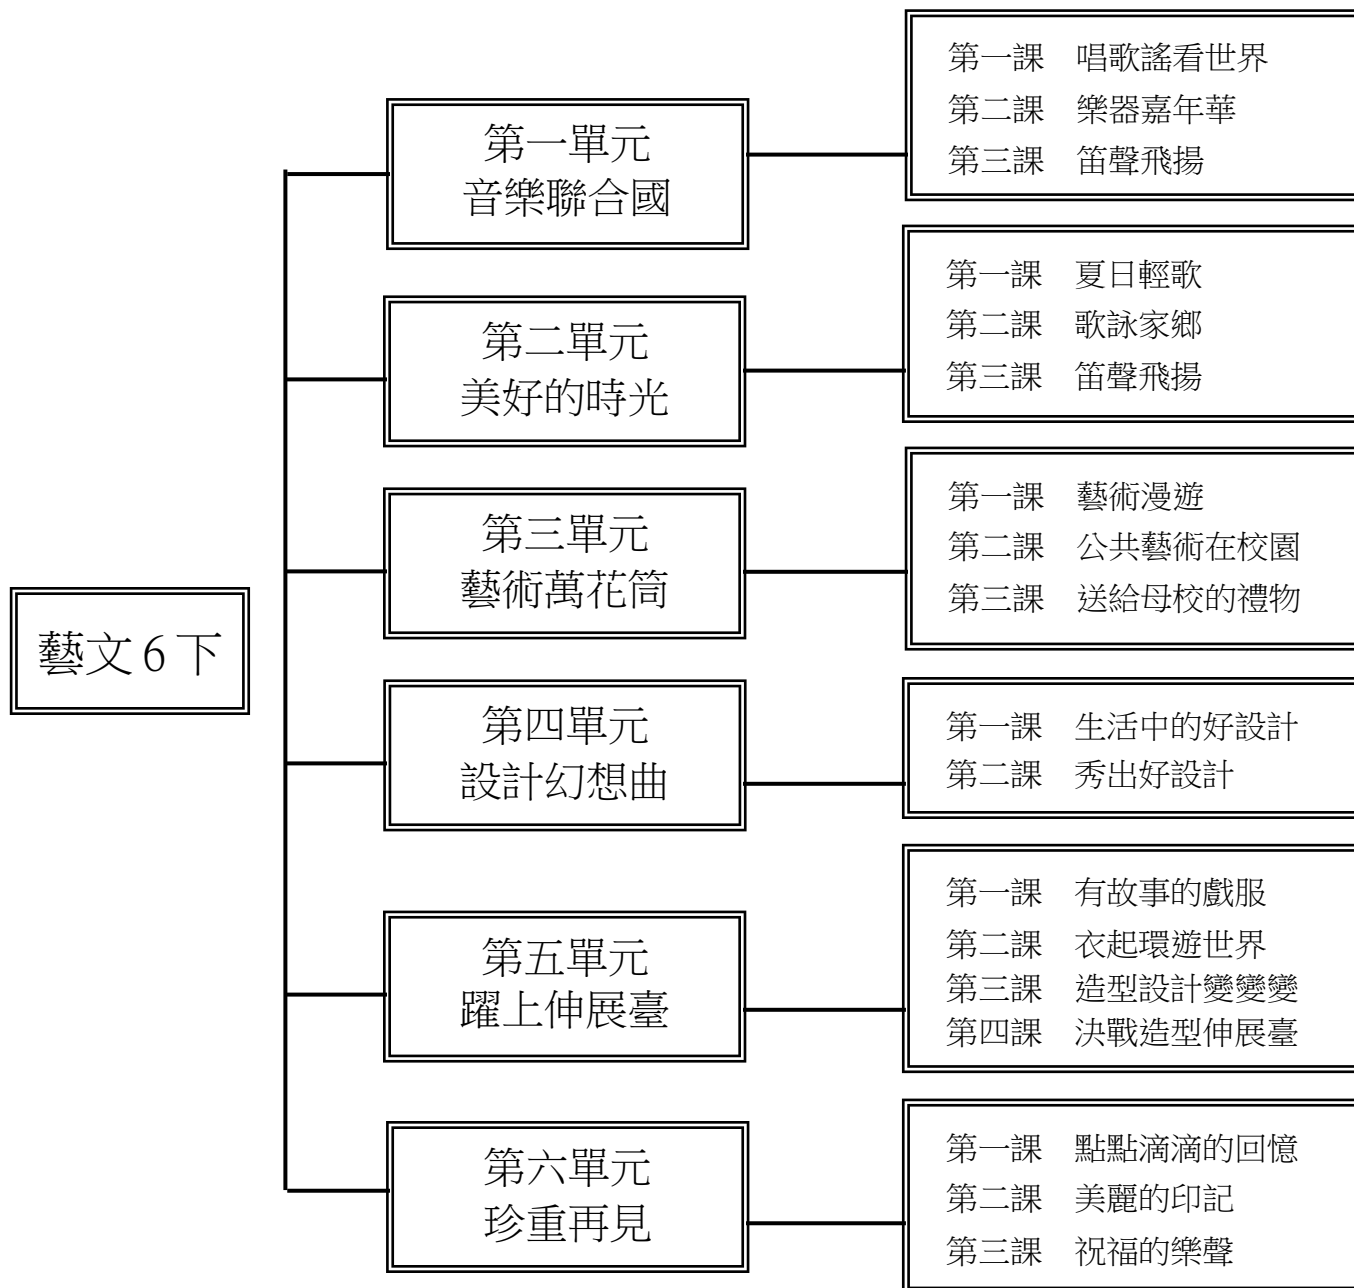 藝文6下
第一單元
音樂聯合國
第一課　唱歌謠看世界
第二課　樂器嘉年華
第三課　笛聲飛揚
第二單元
美好的時光
第一課　夏日輕歌
第二課　歌詠家鄉
第三課　笛聲飛揚
第三單元
藝術萬花筒
第一課　藝術漫遊
第二課　公共藝術在校園
第三課　送給母校的禮物
第四單元
設計幻想曲
第一課　生活中的好設計
第二課　秀出好設計
第五單元
躍上伸展臺
第一課　有故事的戲服
第二課　衣起環遊世界
第三課　造型設計變變變
第四課　決戰造型伸展臺
第六單元
珍重再見
第一課　點點滴滴的回憶
第二課　美麗的印記
第三課　祝福的樂聲